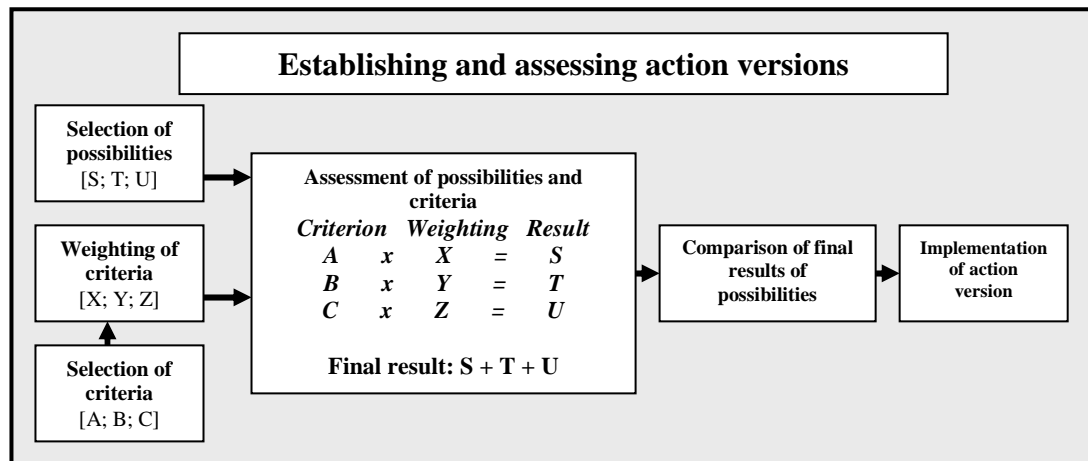 Establishing and assessing action versions
Selection of
possibilities
[S; T; U]
Weighting of
criteria
[X; Y; Z]
Selection of
criteria
[A; B; C]
Assessment of possibilities and
criteria
Criterion Weighting Result
A x X = S
B x Y = T
C x Z = U
Final result: S + T + U
Comparison of final
results of
possibilities
Implementation
of action
version